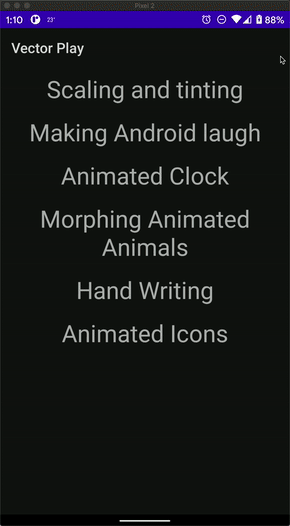 Pixel 2
1:10 23° 88%
Vector Play
Scaling and tinting
Making Android laugh
Animated Clock
Morphing Animated
Animals
Hand Writing
Animated Icons